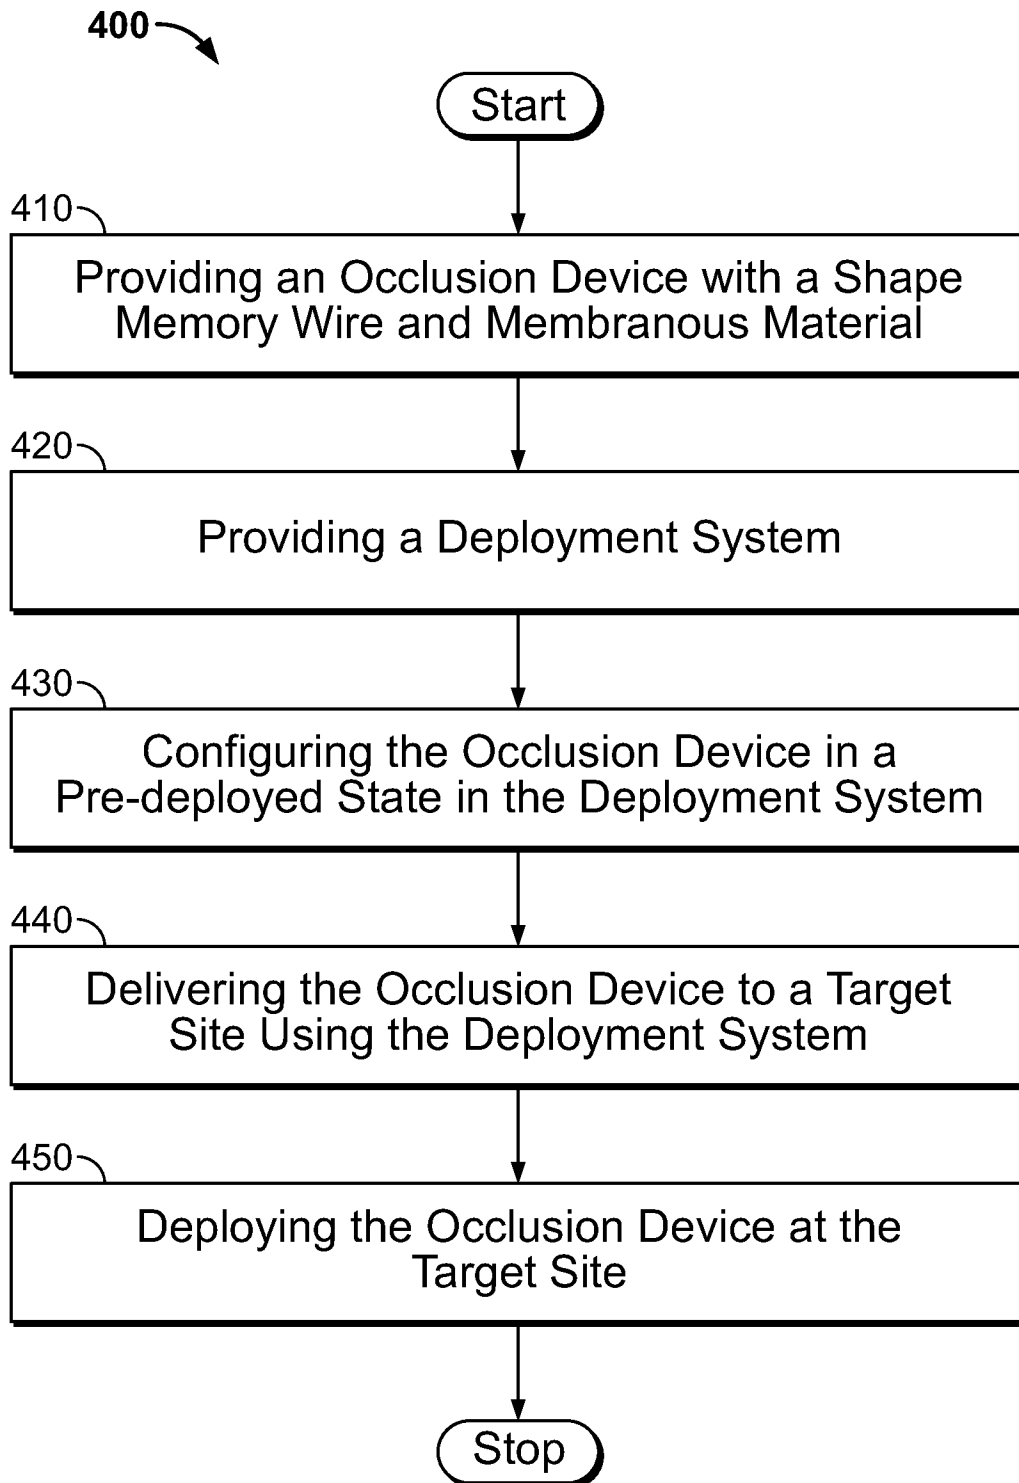 400
Start
410
Providing an Occlusion Device with a Shape
Memory Wire and Membranous Material
420
Providing a Deployment System
430
Configuring the Occlusion Device in a
Pre-deployed State in the Deployment System
440
Delivering the Occlusion Device to a Target
Site Using the Deployment System
450
Deploying the Occlusion Device at the
Target Site
Stop